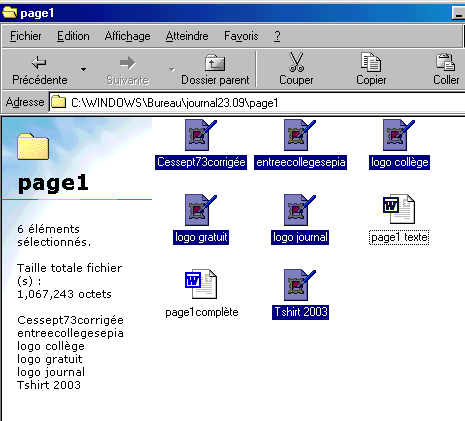 page1
Fichier Edition Affichage Atteindre Favoris ?
Précédente Suivante Dossier parent Couper Copier Coller
Adresse C:\WINDOWS\Bureau\journal23.09\page1
page1
6 éléments
sélectionnés.
Taille totale fichier
(s) :
1,067,243 octets
Cessept73corrigée
entreecollegesepia
logo collège
logo gratuit
logo journal
Tshirt 2003
Cessept73corrigée entreecollegesepia logo collège
logo gratuit logo journal page1 texte
page1complète Tshirt 2003